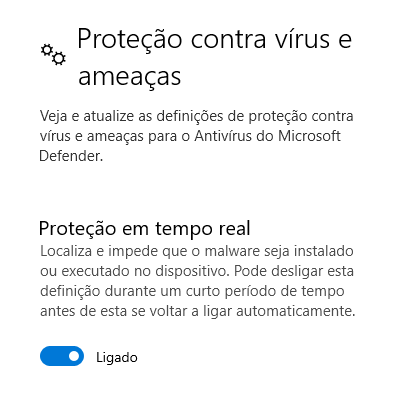 Proteção contra vírus e
ameaças
Veja e atualize as definições de proteção contra
vírus e ameaças para o Antivírus do Microsoft
Defender.
Proteção em tempo real
Localiza e impede que o malware seja instalado
ou executado no dispositivo. Pode desligar esta
definição durante um curto período de tempo
antes de esta se voltar a ligar automaticamente.
Ligado